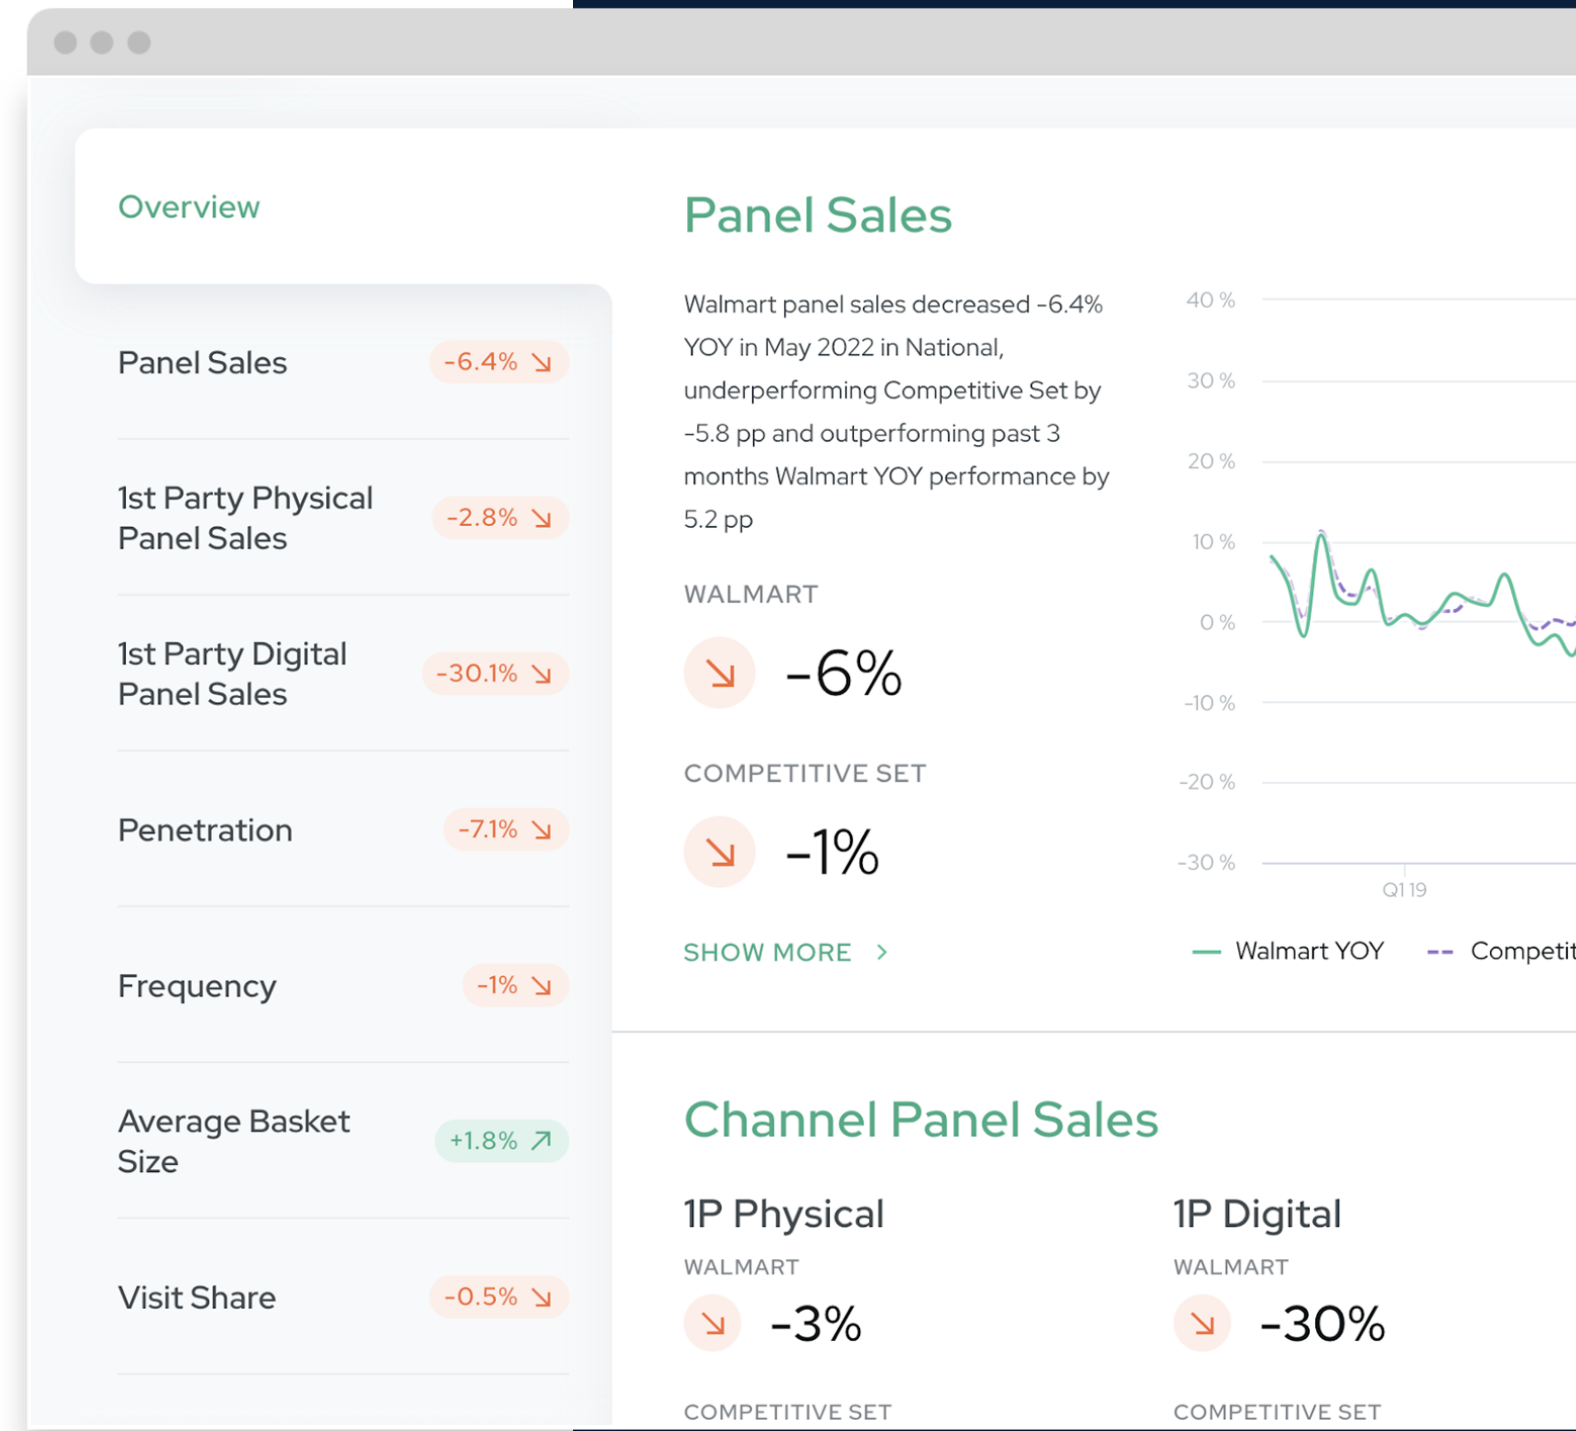 Overview
Panel Sales
-6.4%
1st Party Physical
Panel Sales
-2.8%
1st Party Digital
Panel Sales
-30.1%
Penetration
-7.1%
Frequency
-1%
Average Basket
Size
+1.8%
Visit Share
-0.5%
Panel Sales
Walmart panel sales decreased -6.4%
YOY in May 2022 in National,
underperforming Competitive Set by
-5.8 pp and outperforming past 3
months Walmart YOY performance by
5.2 pp
WALMART
-6%
COMPETITIVE SET
-1%
SHOW MORE
40 %
30 %
20 %
10 %
0 %
-10 %
-20 %
-30 %
Q1 19
Walmart YOY
Competit
Channel Panel Sales
1P Physical
WALMART
-3%
COMPETITIVE SET
1P Digital
WALMART
-30%
COMPETITIVE SET